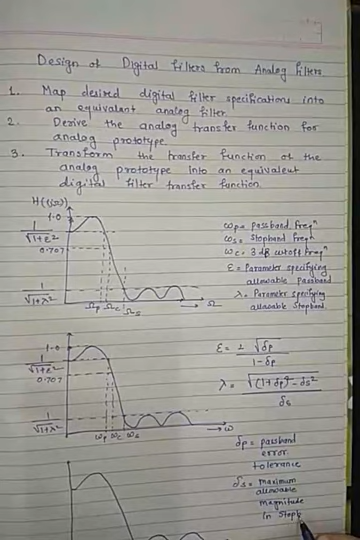 Design of Digital filters from Analog filters
1. Map desired digital filter specifications into
an equivalent analog filter
2. Derive the analog transfer function for
analog prototype.
3. Transform the transfer function of the
analog prototype into an equivalent
digital filter transfer function.
H(jω)
1.0
1/√1+ε²
0.707
1/√1+λ²
Ωp Ωc Ωs Ω
ωp = passband freqⁿ
ωs = stopband freqⁿ
ωc = 3 dB cutoff freqⁿ
ε = Parameter specifying
allowable passband
λ = Parameter specifying
allowable stopband.
1.0
1/√1+ε²
0.707
1/√1+λ²
ωp ωc ωs ω
ε = 2√δp / 1-δp
λ = √(1+δp)²-δs² / δs
δp = passband
error
tolerance
δs = maximum
allowable
magnitude
in stopb